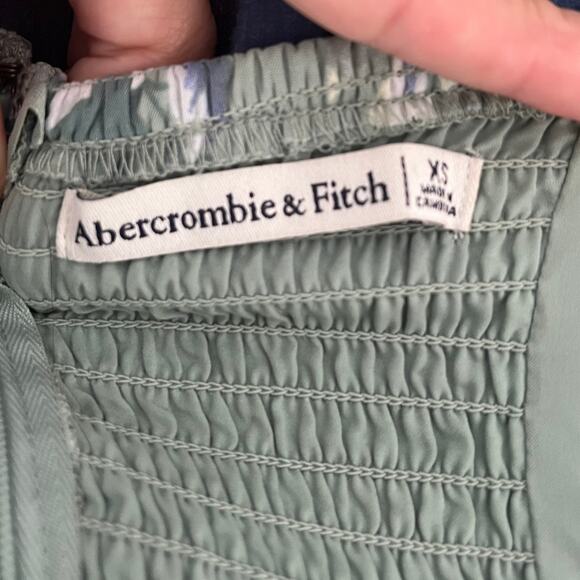 Abercrombie & Fitch
XS
MADE IN
CAMBODIA